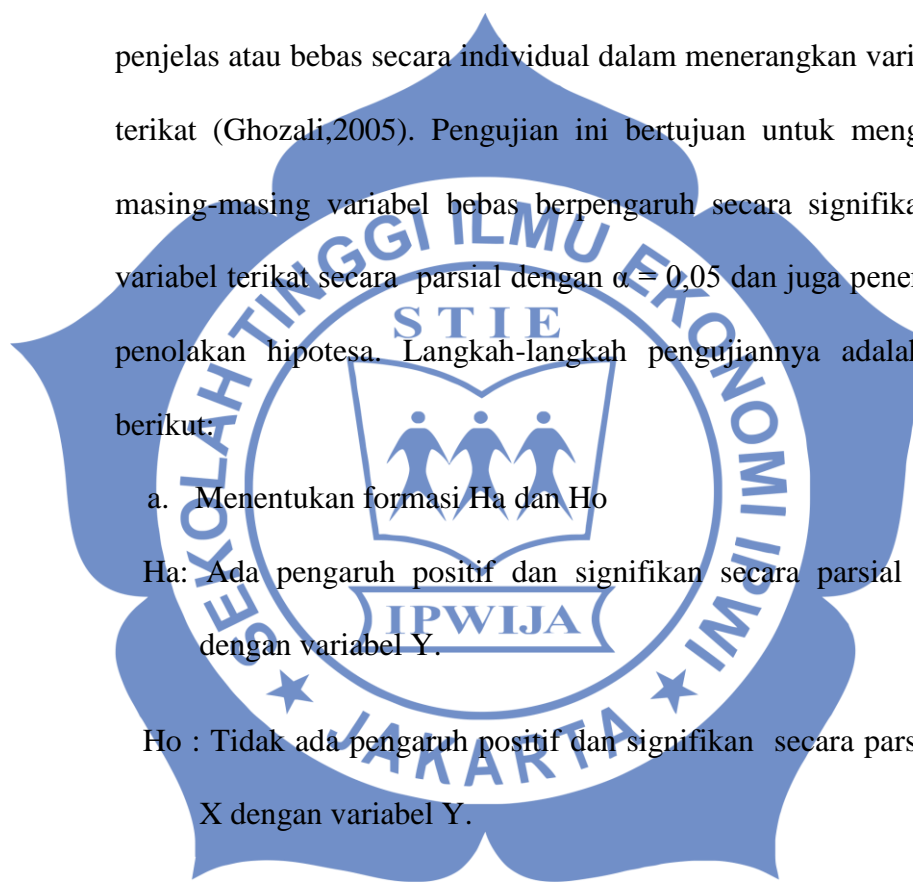 penjelas atau bebas secara individual dalam menerangkan vari
terikat (Ghozali,2005). Pengujian ini bertujuan untuk meng
masing-masing variabel bebas berpengaruh secara signifika
variabel terikat secara parsial dengan α = 0,05 dan juga pene
penolakan hipotesa. Langkah-langkah pengujiannya adala
berikut:
a. Menentukan formasi Ha dan Ho
Ha: Ada pengaruh positif dan signifikan secara parsial
dengan variabel Y.
Ho : Tidak ada pengaruh positif dan signifikan secara pars
X dengan variabel Y.
SEKOLAH TINGGI ILMU EKONOMI IPWI
STIE
IPWIJA
★ JAKARTA ★